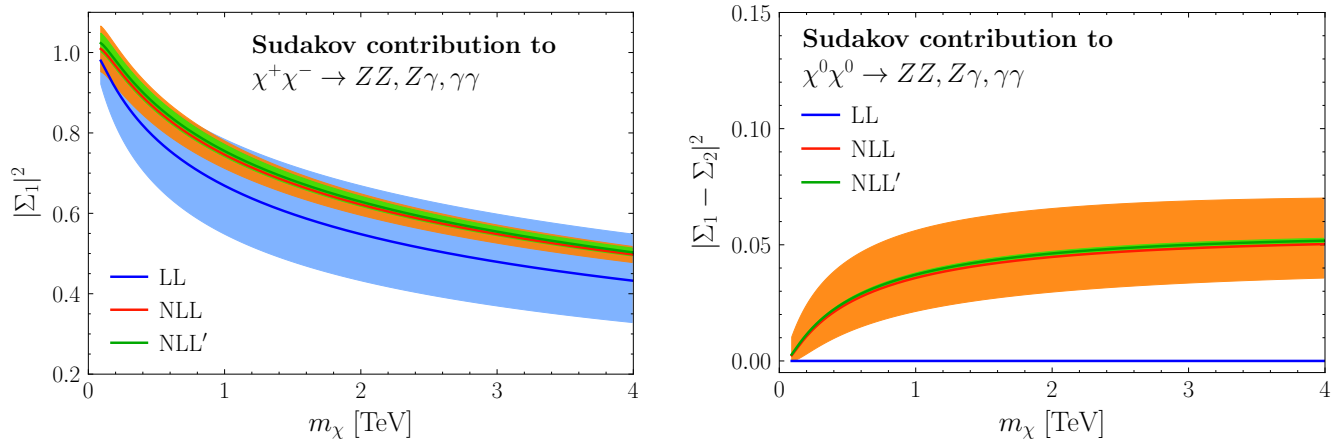 Sudakov contribution to
χ⁺χ⁻ → ZZ, Zγ, γγ
|Σ₁|²
1.0
0.8
0.6
0.4
0.2
LL
NLL
NLL′
0 1 2 3 4
m_χ [TeV]
Sudakov contribution to
χ⁰χ⁰ → ZZ, Zγ, γγ
LL
NLL
NLL′
|Σ₁ − Σ₂|²
0.15
0.10
0.05
0.00
0 1 2 3 4
m_χ [TeV]